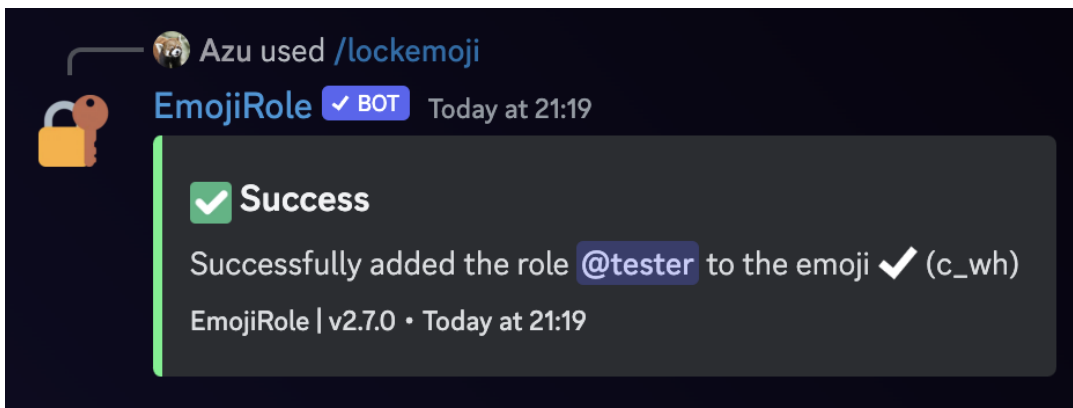 Azu used /lockemoji
EmojiRole ✓ BOT Today at 21:19
✅ Success
Successfully added the role @tester to the emoji ✔ (c_wh)
EmojiRole | v2.7.0 • Today at 21:19